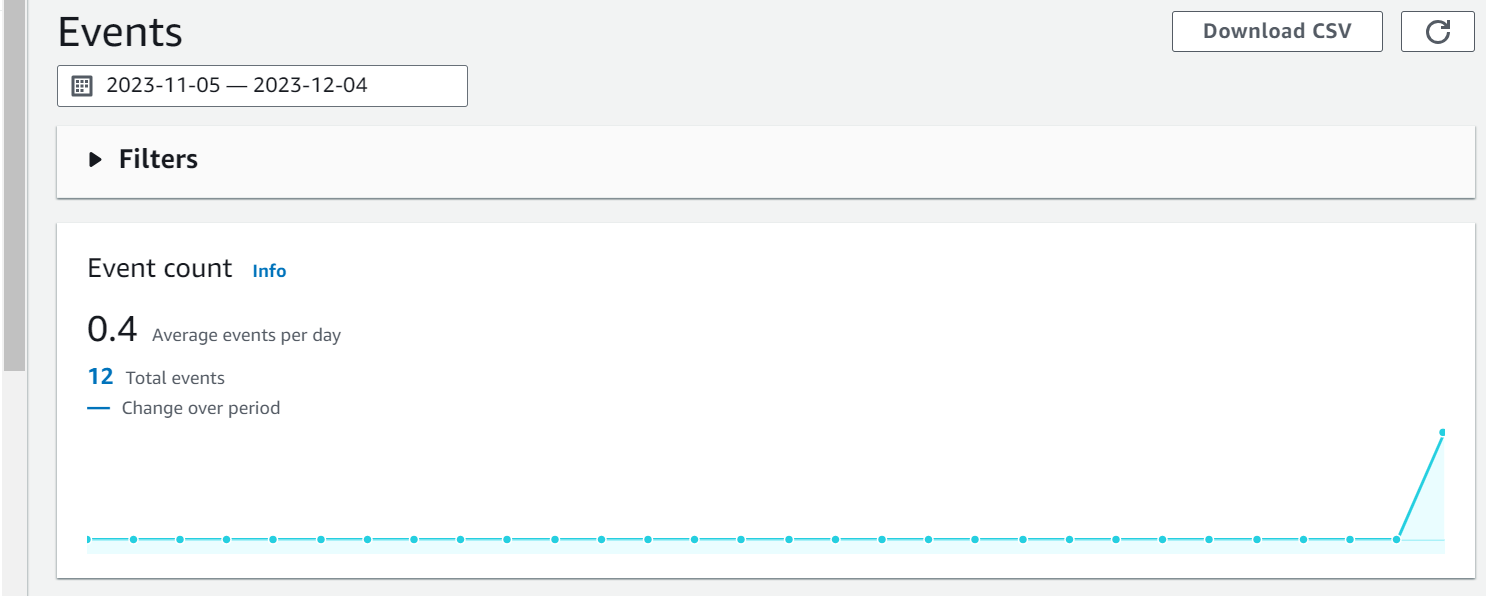 Events
Download CSV
2023-11-05 — 2023-12-04
Filters
Event count Info
0.4 Average events per day
12 Total events
Change over period